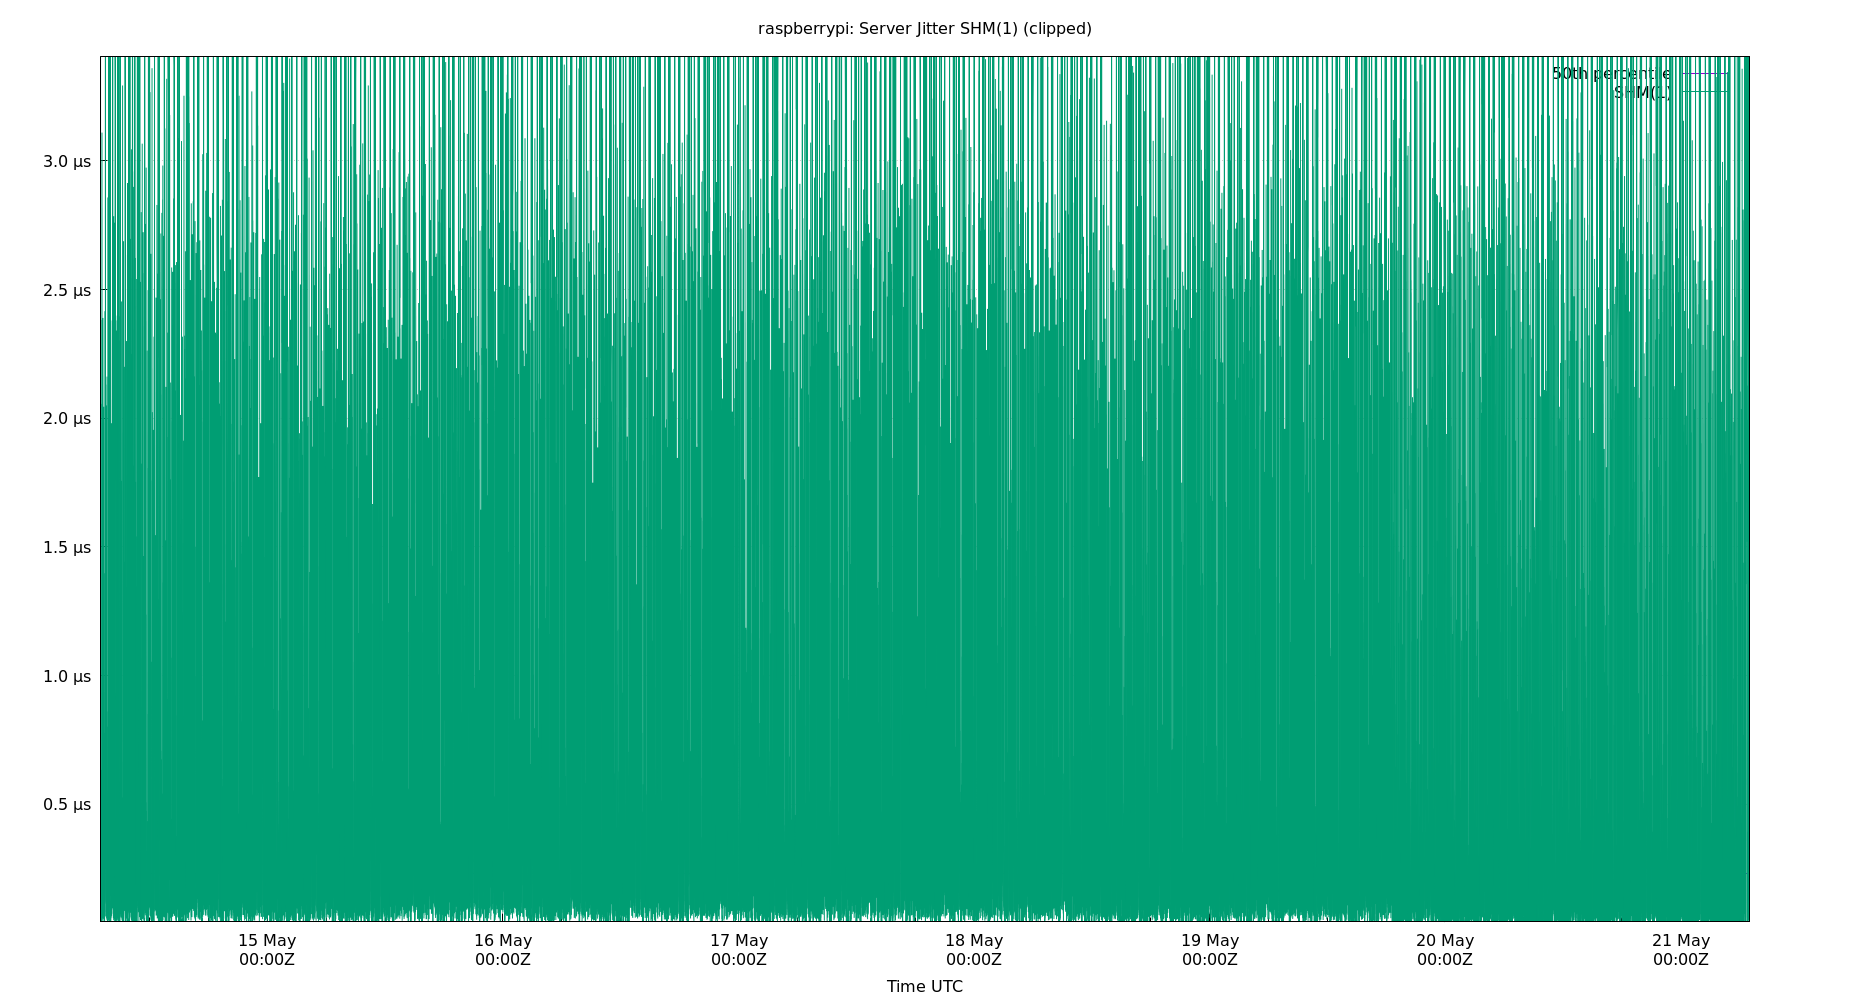 raspberrypi: Server Jitter SHM(1) (clipped)
50th percentile
SHM(1)
3.0 µs
2.5 µs
2.0 µs
1.5 µs
1.0 µs
0.5 µs
15 May
00:00Z
16 May
00:00Z
17 May
00:00Z
18 May
00:00Z
19 May
00:00Z
20 May
00:00Z
21 May
00:00Z
Time UTC